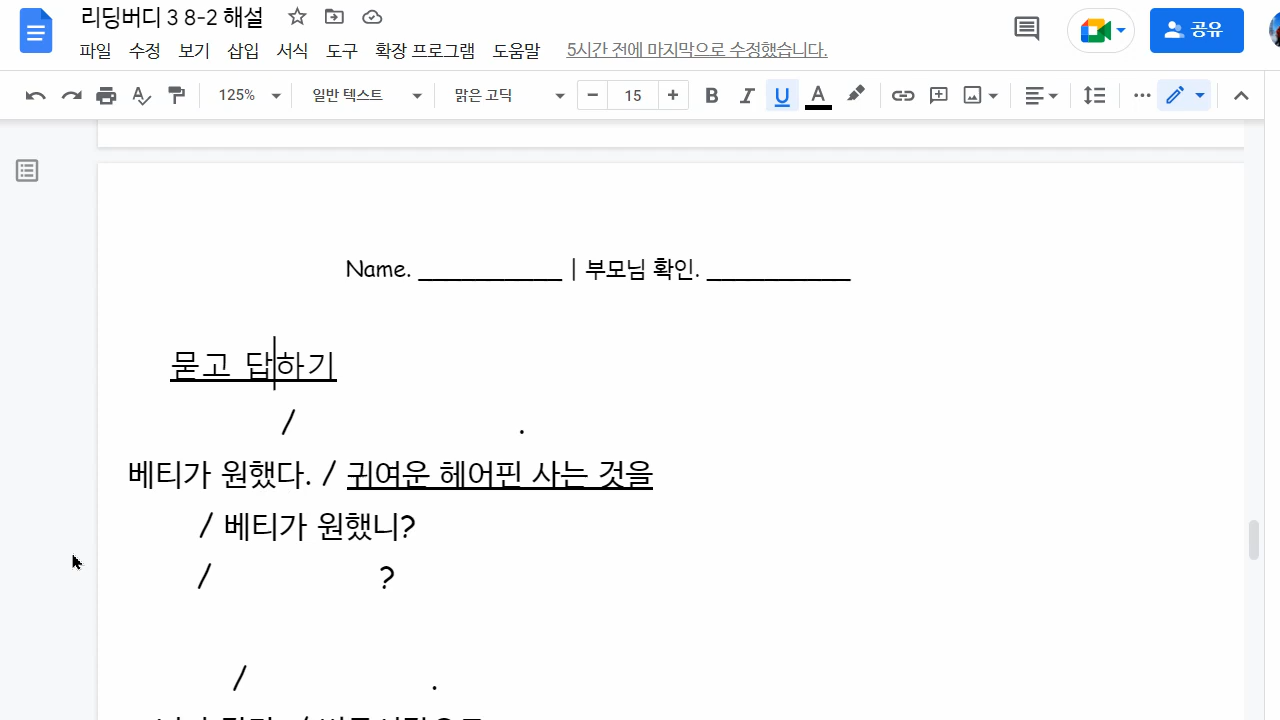 리딩버디 3 8-2 해설
파일 수정 보기 삽입 서식 도구 확장 프로그램 도움말 5시간 전에 마지막으로 수정했습니다. 공유
125% 일반 텍스트 맑은 고딕 15 B I U A
Name. __________ | 부모님 확인. __________
묻고 답하기
/ .
베티가 원했다. / 귀여운 헤어핀 사는 것을
/ 베티가 원했니?
/ ?
/ .